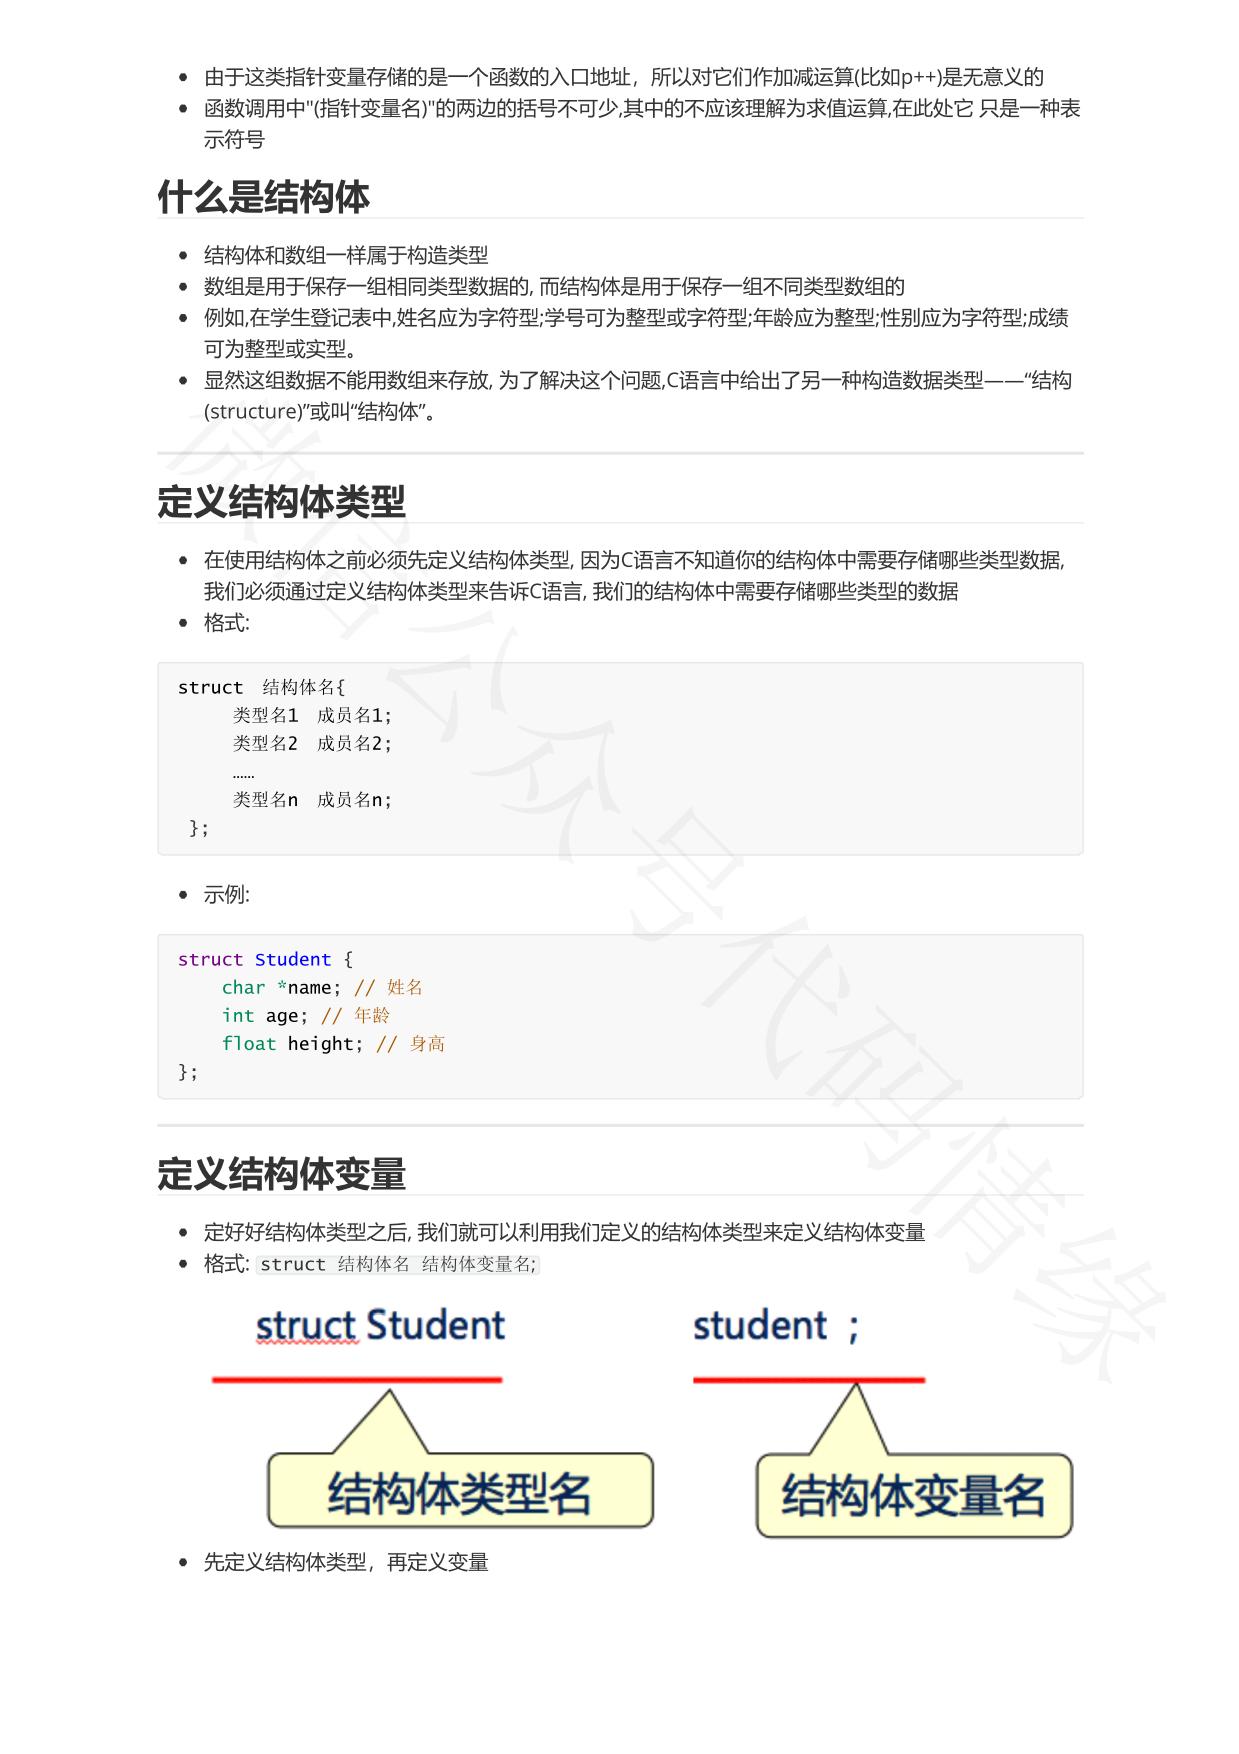 由于这类指针变量存储的是一个函数的入口地址，所以对它们作加减运算(比如p++)是无意义的
函数调用中"(指针变量名)"的两边的括号不可少,其中的不应该理解为求值运算,在此处它 只是一种表
示符号
什么是结构体
结构体和数组一样属于构造类型
数组是用于保存一组相同类型数据的, 而结构体是用于保存一组不同类型数组的
例如,在学生登记表中,姓名应为字符型;学号可为整型或字符型;年龄应为整型;性别应为字符型;成绩
可为整型或实型。
显然这组数据不能用数组来存放, 为了解决这个问题,C语言中给出了另一种构造数据类型——“结构
(structure)”或叫“结构体”。
定义结构体类型
在使用结构体之前必须先定义结构体类型, 因为C语言不知道你的结构体中需要存储哪些类型数据,
我们必须通过定义结构体类型来告诉C语言, 我们的结构体中需要存储哪些类型的数据
格式:
struct 结构体名{
类型名1 成员名1;
类型名2 成员名2;
……
类型名n 成员名n;
};
示例:
struct Student {
char *name; // 姓名
int age; // 年龄
float height; // 身高
};
定义结构体变量
定好好结构体类型之后, 我们就可以利用我们定义的结构体类型来定义结构体变量
格式: struct 结构体名 结构体变量名;
struct Student student ;
结构体类型名 结构体变量名
先定义结构体类型，再定义变量
微信公众号代码情缘